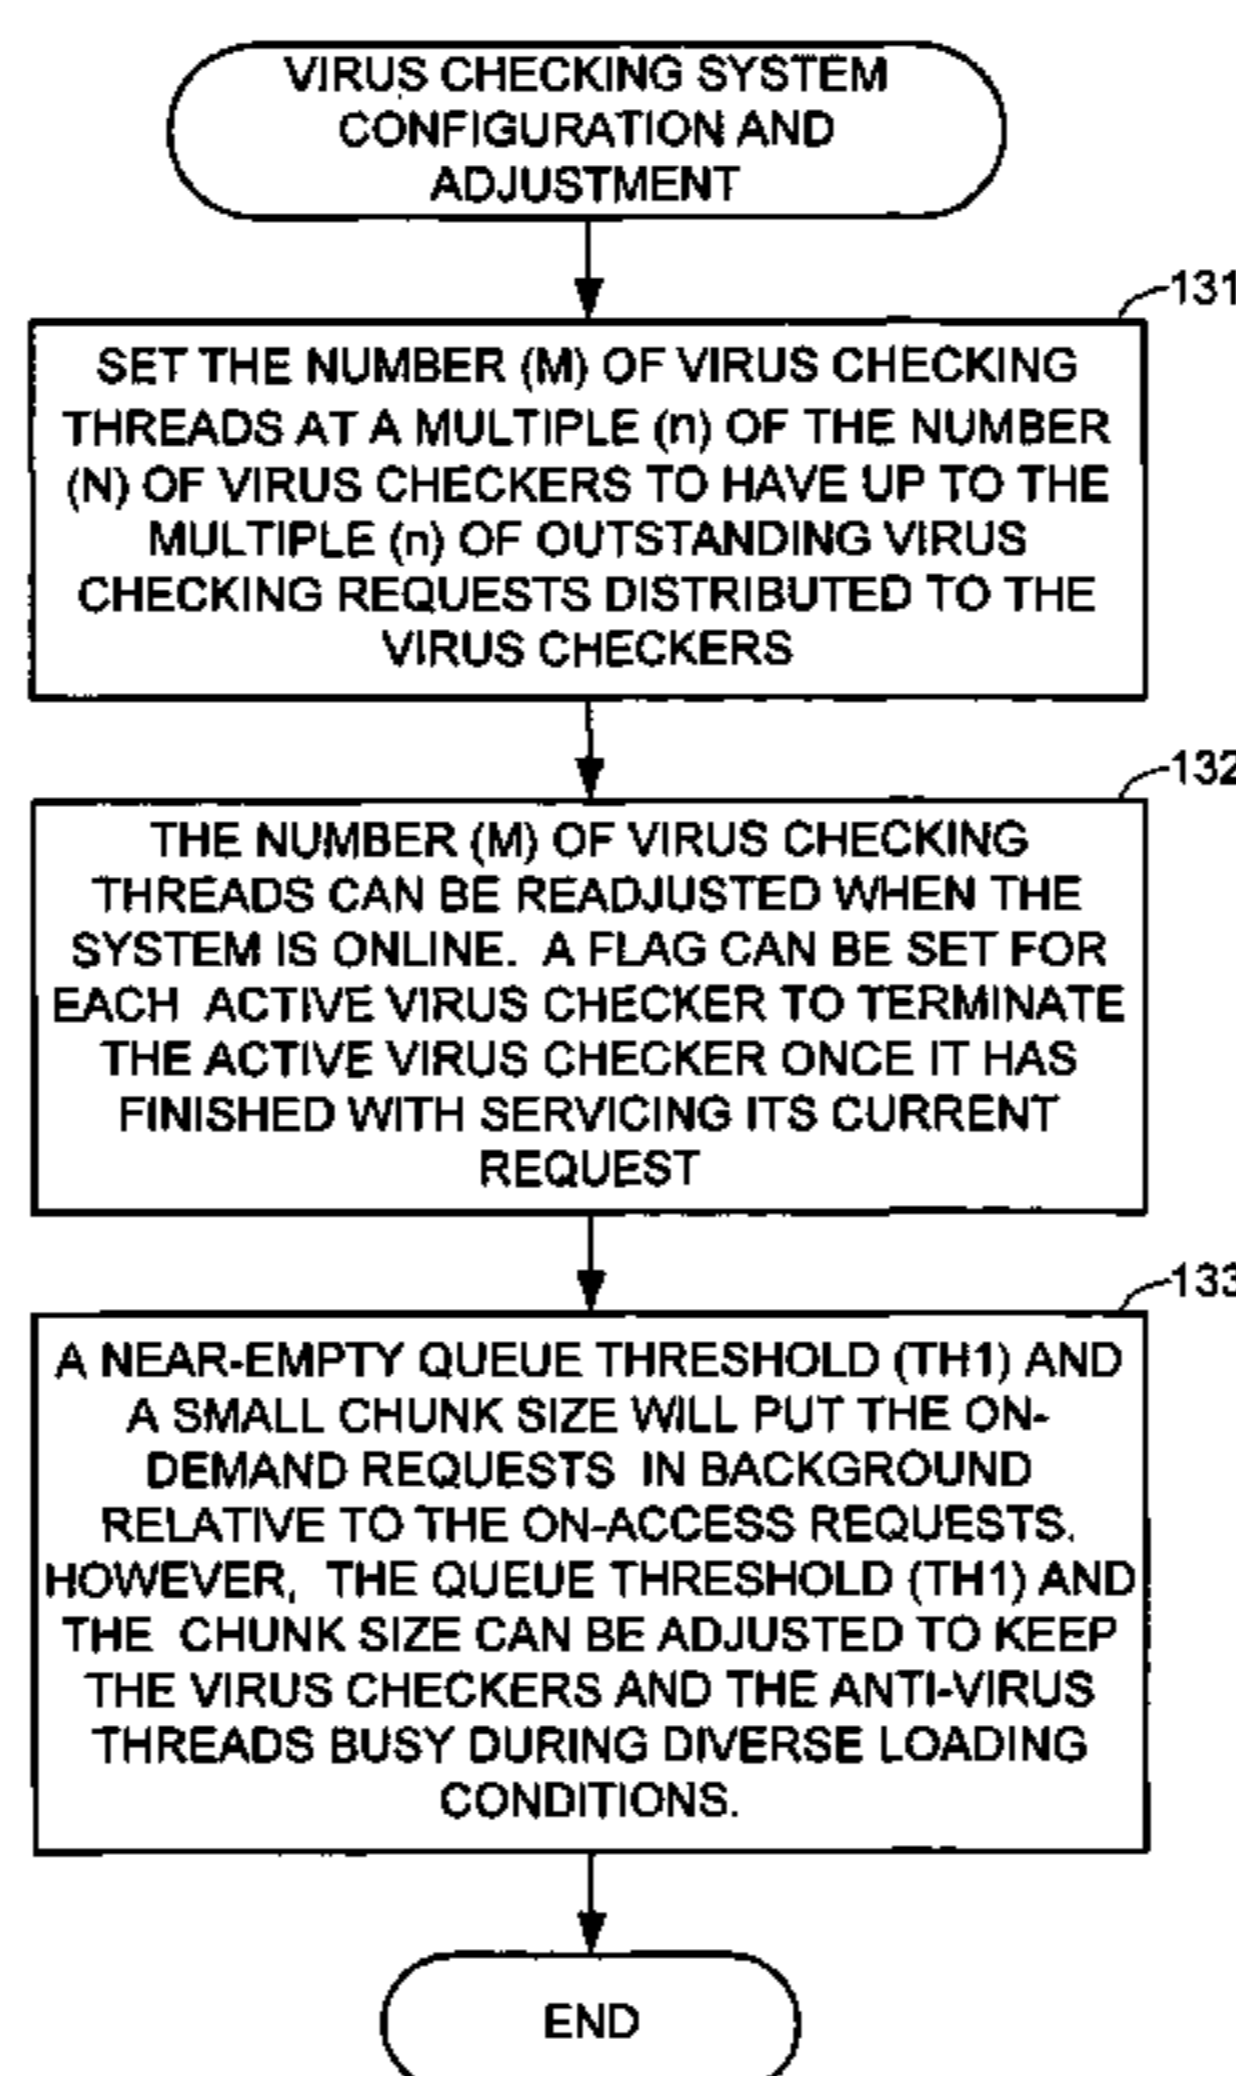 VIRUS CHECKING SYSTEM
CONFIGURATION AND
ADJUSTMENT
131
SET THE NUMBER (M) OF VIRUS CHECKING
THREADS AT A MULTIPLE (n) OF THE NUMBER
(N) OF VIRUS CHECKERS TO HAVE UP TO THE
MULTIPLE (n) OF OUTSTANDING VIRUS
CHECKING REQUESTS DISTRIBUTED TO THE
VIRUS CHECKERS
132
THE NUMBER (M) OF VIRUS CHECKING
THREADS CAN BE READJUSTED WHEN THE
SYSTEM IS ONLINE. A FLAG CAN BE SET FOR
EACH ACTIVE VIRUS CHECKER TO TERMINATE
THE ACTIVE VIRUS CHECKER ONCE IT HAS
FINISHED WITH SERVICING ITS CURRENT
REQUEST
133
A NEAR-EMPTY QUEUE THRESHOLD (TH1) AND
A SMALL CHUNK SIZE WILL PUT THE ON-
DEMAND REQUESTS IN BACKGROUND
RELATIVE TO THE ON-ACCESS REQUESTS.
HOWEVER, THE QUEUE THRESHOLD (TH1) AND
THE CHUNK SIZE CAN BE ADJUSTED TO KEEP
THE VIRUS CHECKERS AND THE ANTI-VIRUS
THREADS BUSY DURING DIVERSE LOADING
CONDITIONS.
END